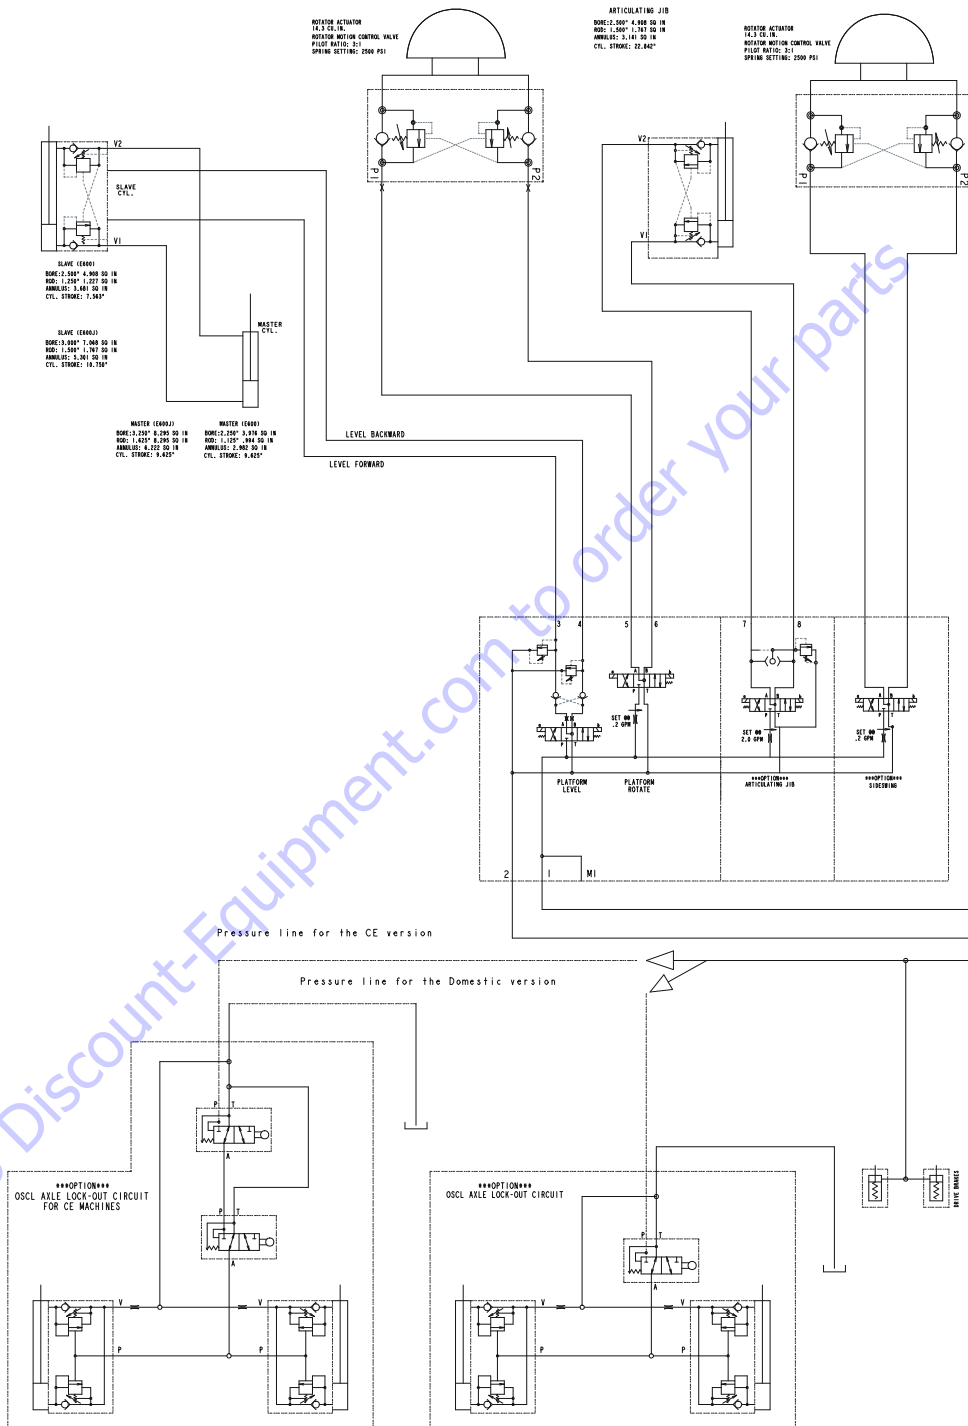 ROTATOR ACTUATOR
14.3 CU.IN.
ROTATOR MOTION CONTROL VALVE
PILOT RATIO: 3:1
SPRING SETTING: 2500 PSI
ARTICULATING JIB
BORE:2.500" 4.908 SQ IN
ROD: 1.500" 1.767 SQ IN
ANNULUS: 3.141 SQ IN
CYL. STROKE: 22.842"
ROTATOR ACTUATOR
14.3 CU.IN.
ROTATOR MOTION CONTROL VALVE
PILOT RATIO: 3:1
SPRING SETTING: 2500 PSI
P1
P2
P1
P2
V2
SLAVE
CYL.
V1
V2
V1
SLAVE (E600)
BORE:2.500" 4.908 SQ IN
ROD: 1.250" 1.227 SQ IN
ANNULUS: 3.681 SQ IN
CYL. STROKE: 7.563"
SLAVE (E600J)
BORE:3.000" 7.068 SQ IN
ROD: 1.500" 1.767 SQ IN
ANNULUS: 5.301 SQ IN
CYL. STROKE: 10.750"
MASTER
CYL.
MASTER (E600J)
BORE:3.250" 8.295 SQ IN
ROD: 1.625" 8.295 SQ IN
ANNULUS: 6.222 SQ IN
CYL. STROKE: 9.625"
MASTER (E600)
BORE:2.250" 3.976 SQ IN
ROD: 1.125" .994 SQ IN
ANNULUS: 2.982 SQ IN
CYL. STROKE: 9.625"
LEVEL BACKWARD
LEVEL FORWARD
3 4 5 6 7 8
A B
P T
A B
P T
A B
P T
A B
P T
SET @@
.2 GPM
SET @@
2.0 GPM
SET @@
.2 GPM
PLATFORM
LEVEL
PLATFORM
ROTATE
***OPTION***
ARTICULATING JIB
***OPTION***
SIDESWING
2 1 M1
Pressure line for the CE version
Pressure line for the Domestic version
P T
A
***OPTION***
OSCL AXLE LOCK-OUT CIRCUIT
FOR CE MACHINES
P T
A
V V
P P
***OPTION***
OSCL AXLE LOCK-OUT CIRCUIT
P T
A
V V
P P
DRIVE BRAKES
Discount-Equipment.com to order your parts